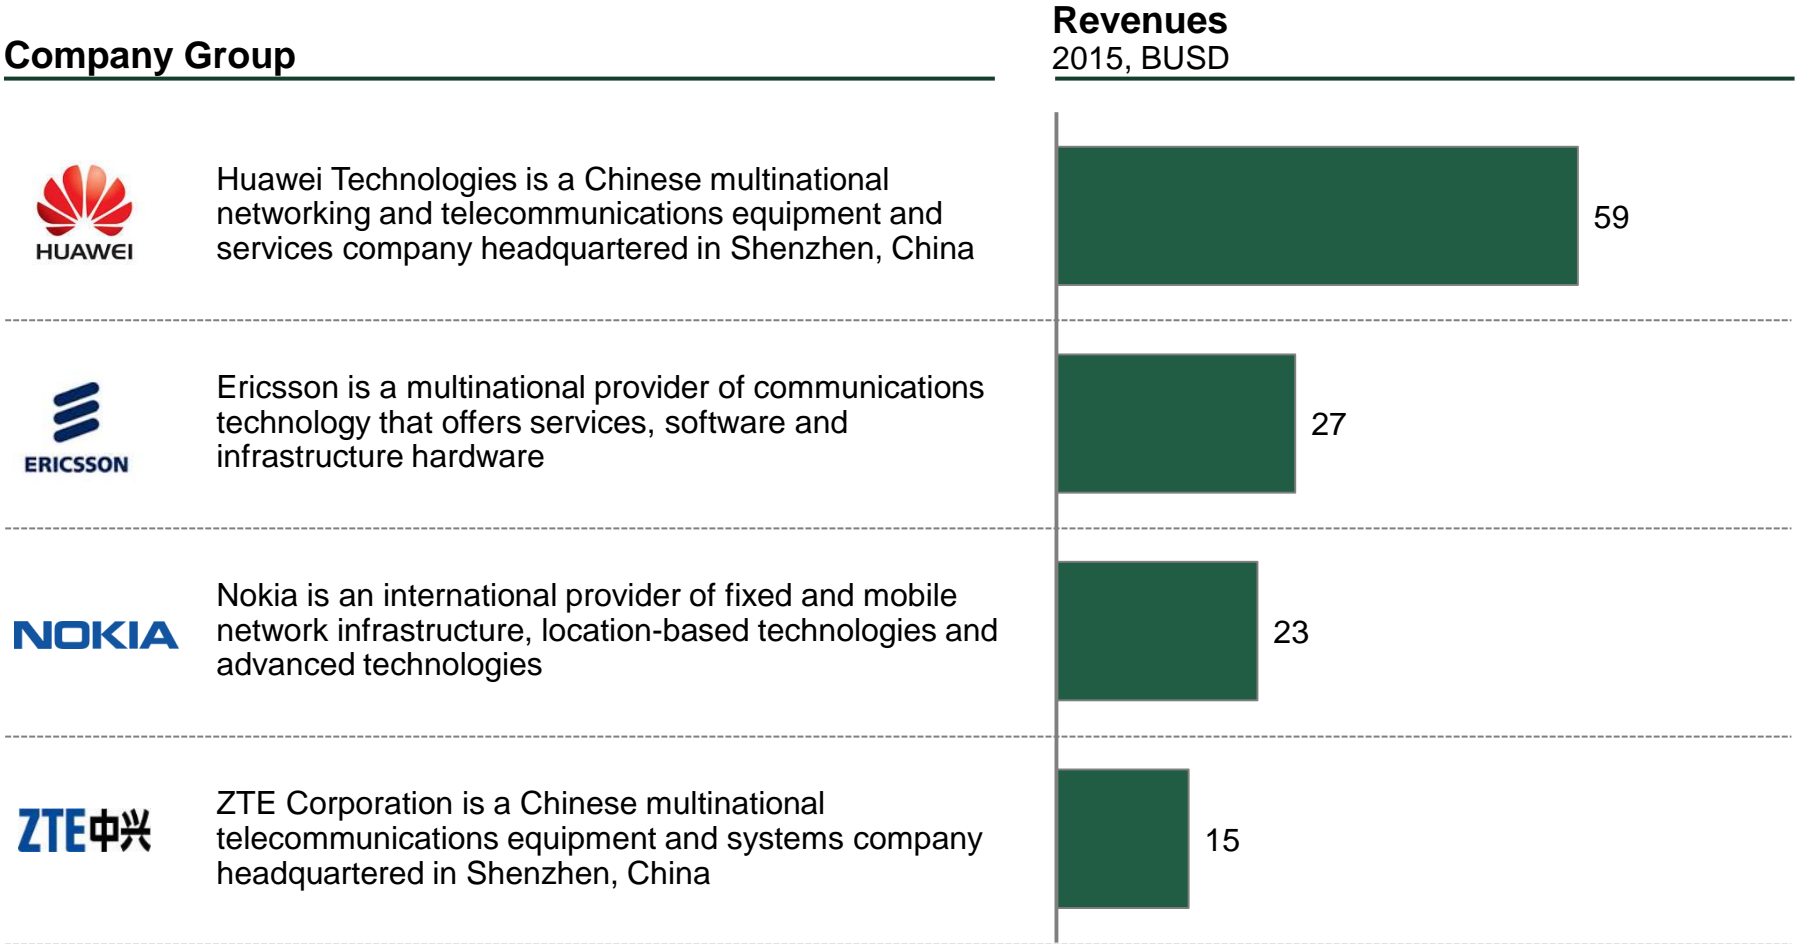 Company Group
Revenues
2015, BUSD
HUAWEI
Huawei Technologies is a Chinese multinational
networking and telecommunications equipment and
services company headquartered in Shenzhen, China
59
ERICSSON
Ericsson is a multinational provider of communications
technology that offers services, software and
infrastructure hardware
27
NOKIA
Nokia is an international provider of fixed and mobile
network infrastructure, location-based technologies and
advanced technologies
23
ZTE中兴
ZTE Corporation is a Chinese multinational
telecommunications equipment and systems company
headquartered in Shenzhen, China
15